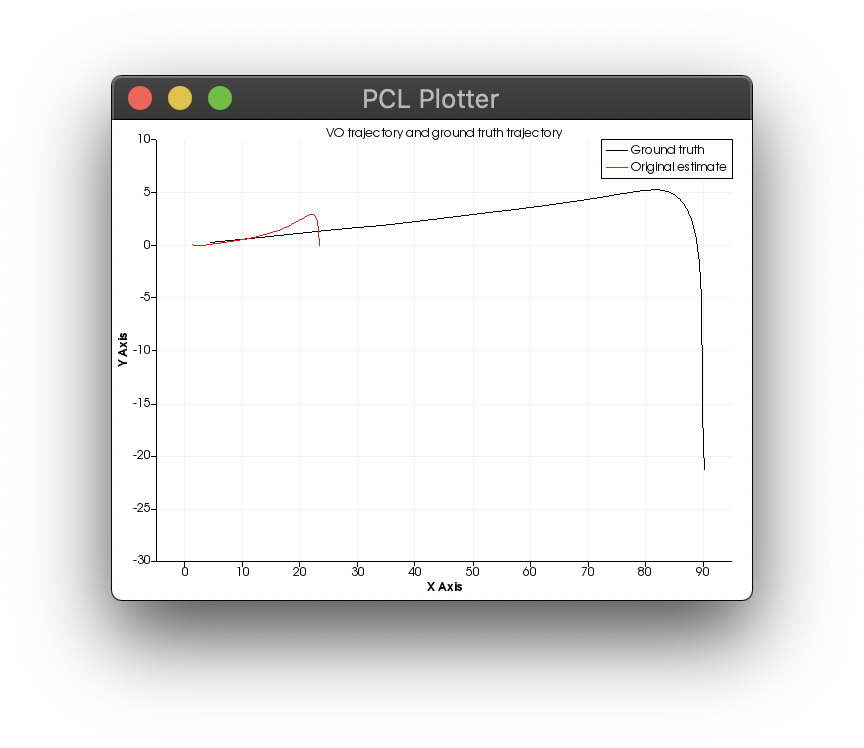 PCL Plotter
VO trajectory and ground truth trajectory
Ground truth
Original estimate
10
5
0
-5
-10
-15
-20
-25
-30
Y Axis
0 10 20 30 40 50 60 70 80 90
X Axis